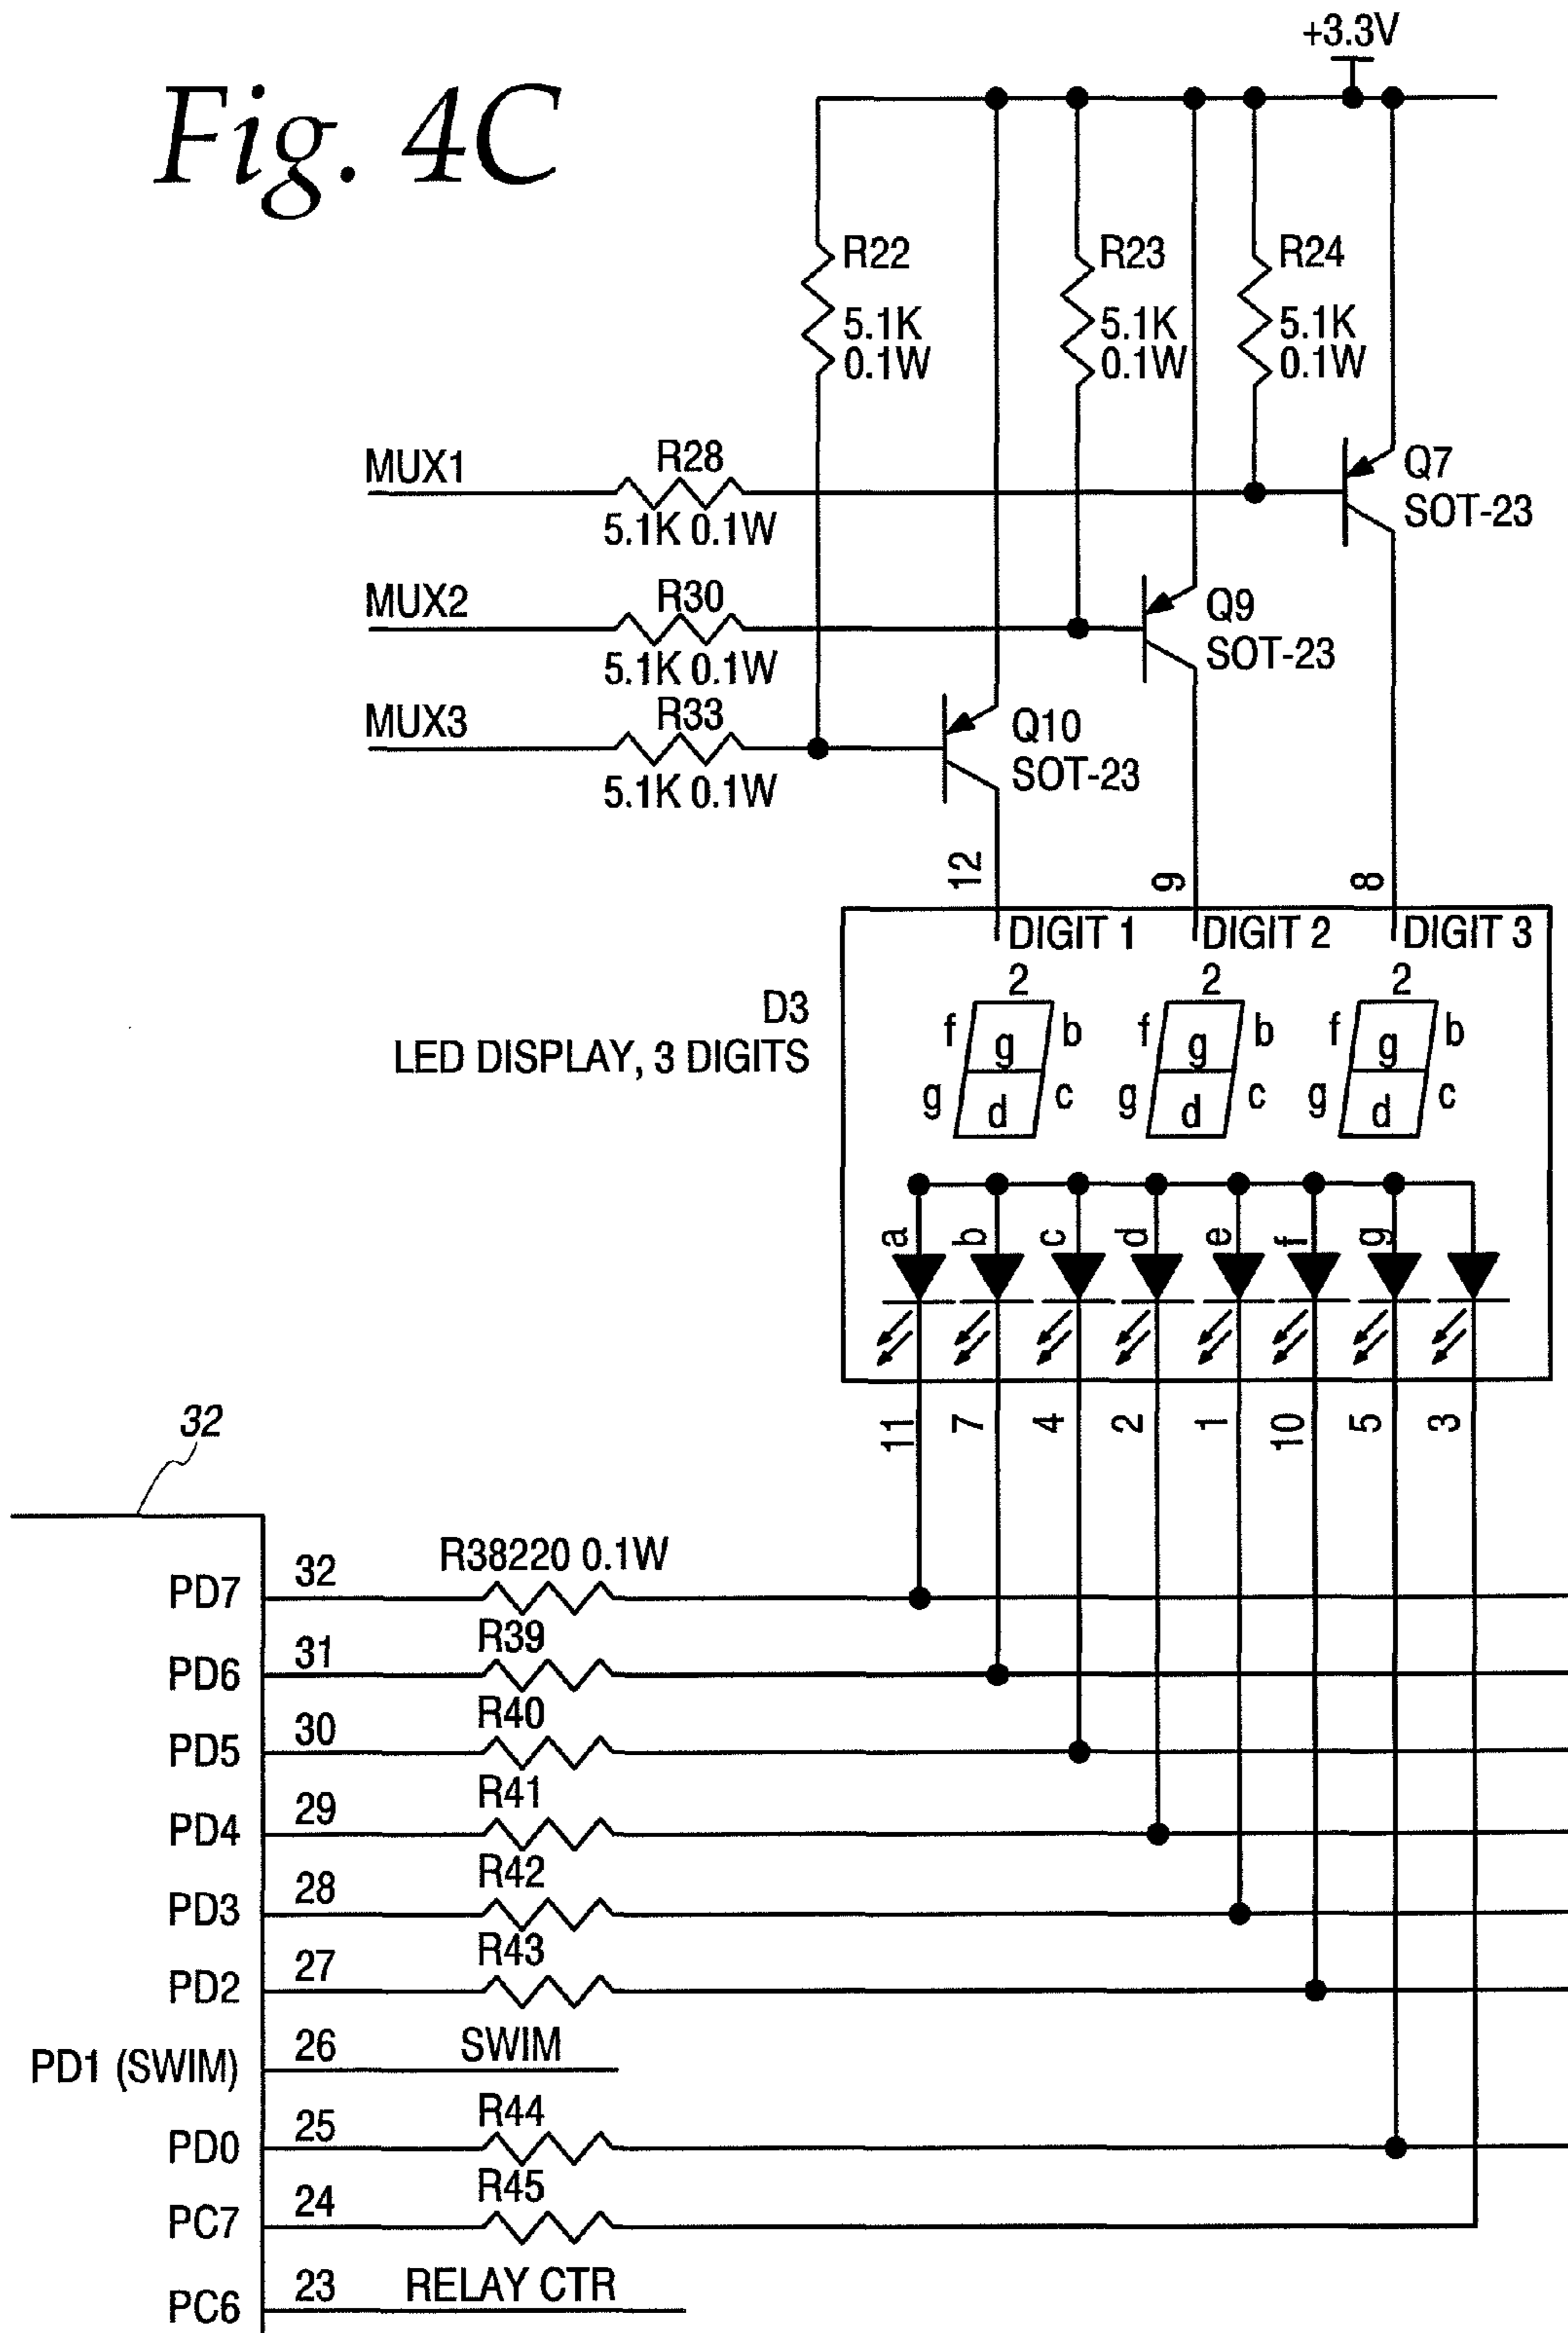 Fig. 4C
+3.3V
R22
5.1K
0.1W
R23
5.1K
0.1W
R24
5.1K
0.1W
MUX1
R28
5.1K 0.1W
Q7
SOT-23
MUX2
R30
5.1K 0.1W
Q9
SOT-23
MUX3
R33
5.1K 0.1W
Q10
SOT-23
12
9
8
DIGIT 1
DIGIT 2
DIGIT 3
D3
LED DISPLAY, 3 DIGITS
2
f
g
b
g
d
c
2
f
g
b
g
d
c
2
f
g
b
g
d
c
a
b
c
d
e
f
g
11
7
4
2
1
10
5
3
32
PD7
32
R38220 0.1W
PD6
31
R39
PD5
30
R40
PD4
29
R41
PD3
28
R42
PD2
27
R43
PD1 (SWIM)
26
SWIM
PD0
25
R44
PC7
24
R45
PC6
23
RELAY CTR